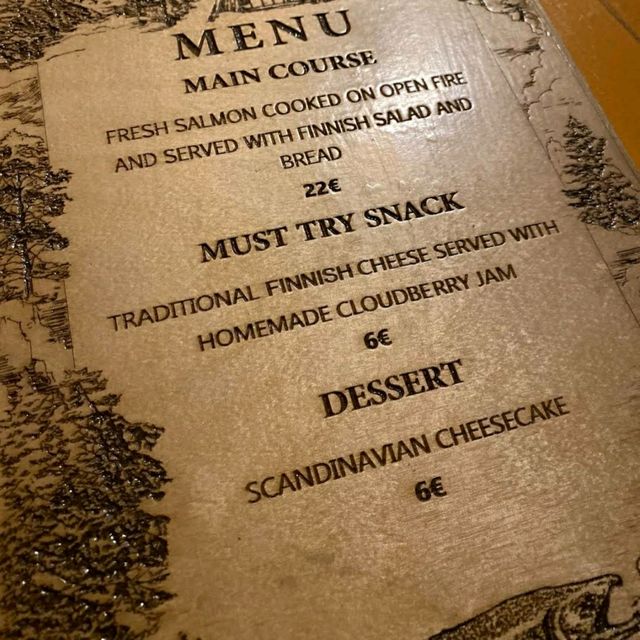 MENU
MAIN COURSE
FRESH SALMON COOKED ON OPEN FIRE
AND SERVED WITH FINNISH SALAD AND
BREAD
22€
MUST TRY SNACK
TRADITIONAL FINNISH CHEESE SERVED WITH
HOMEMADE CLOUDBERRY JAM
6€
DESSERT
SCANDINAVIAN CHEESECAKE
6€